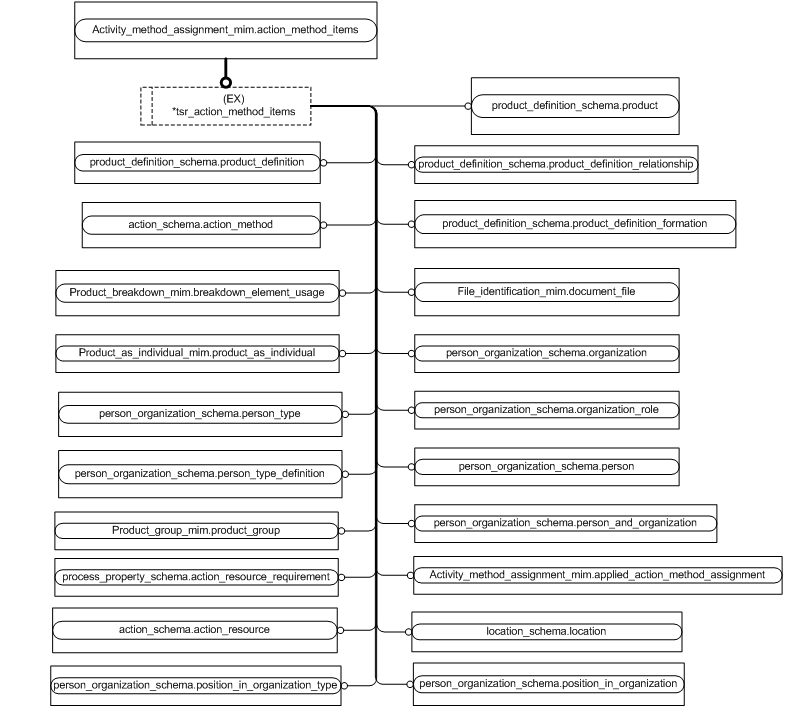 Activity_method_assignment_mim.action_method_items
(EX)
*tsr_action_method_items
product_definition_schema.product
product_definition_schema.product_definition
product_definition_schema.product_definition_relationship
action_schema.action_method
product_definition_schema.product_definition_formation
Product_breakdown_mim.breakdown_element_usage
File_identification_mim.document_file
Product_as_individual_mim.product_as_individual
person_organization_schema.organization
person_organization_schema.person_type
person_organization_schema.organization_role
person_organization_schema.person_type_definition
person_organization_schema.person
Product_group_mim.product_group
person_organization_schema.person_and_organization
process_property_schema.action_resource_requirement
Activity_method_assignment_mim.applied_action_method_assignment
action_schema.action_resource
location_schema.location
person_organization_schema.position_in_organization_type
person_organization_schema.position_in_organization